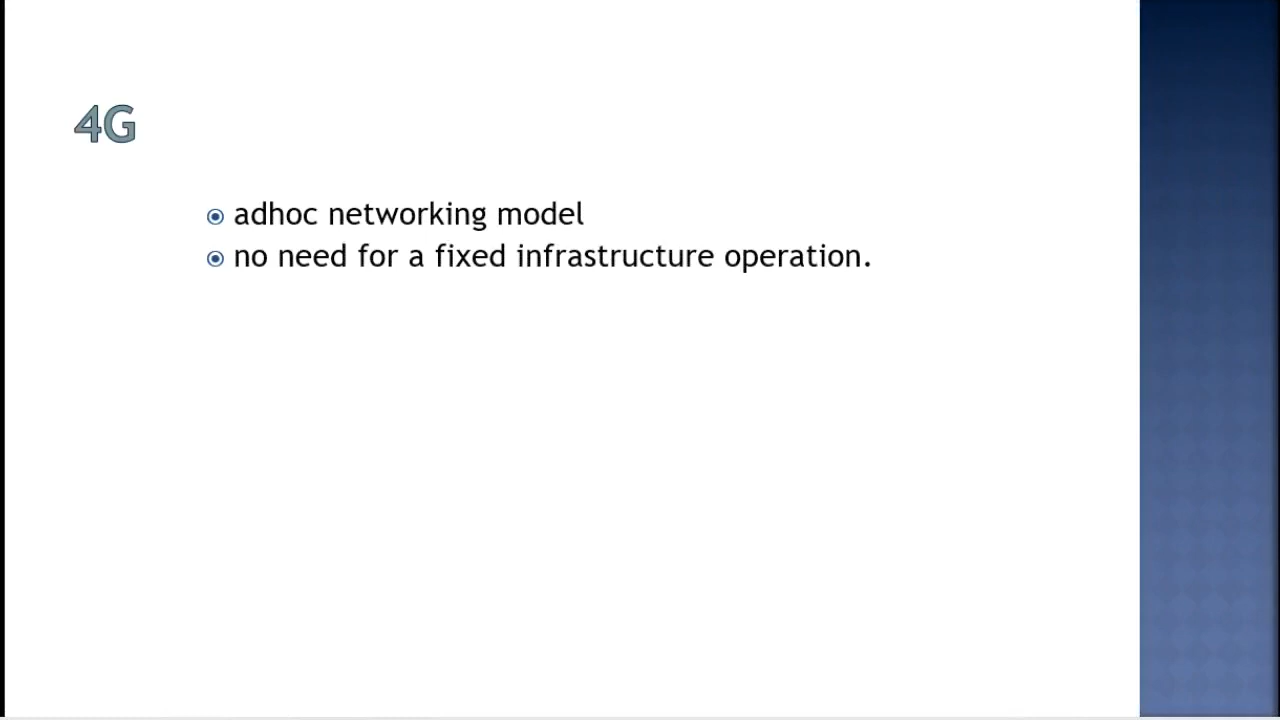 4G
adhoc networking model
no need for a fixed infrastructure operation.